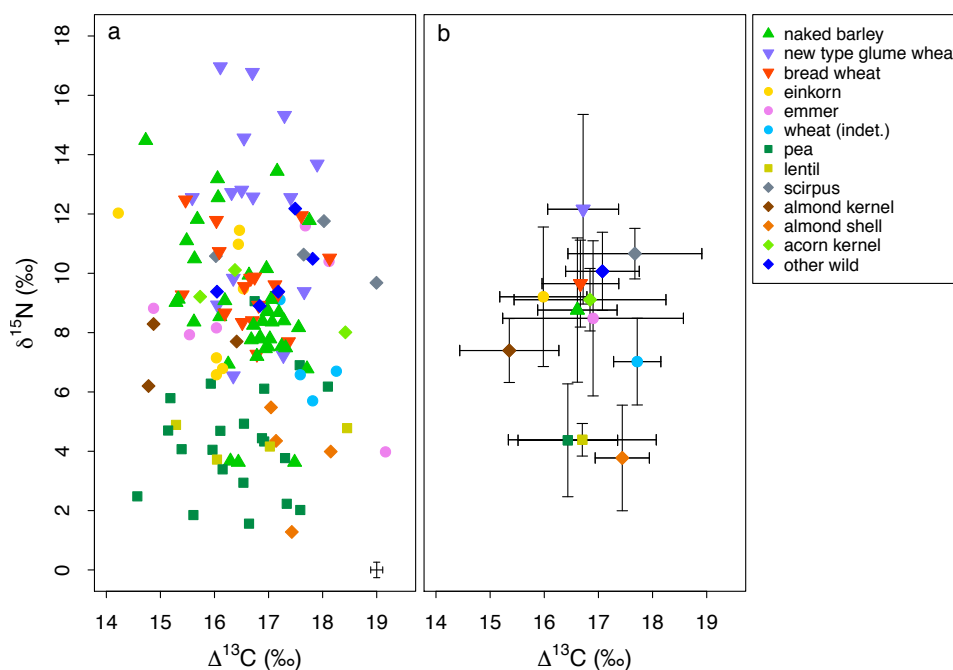 a
b
18
16
14
12
10
8
6
4
2
0
δ15N (‰)
14 15 16 17 18 19
14 15 16 17 18 19
Δ13C (‰)
Δ13C (‰)
naked barley
new type glume whea
bread wheat
einkorn
emmer
wheat (indet.)
pea
lentil
scirpus
almond kernel
almond shell
acorn kernel
other wild